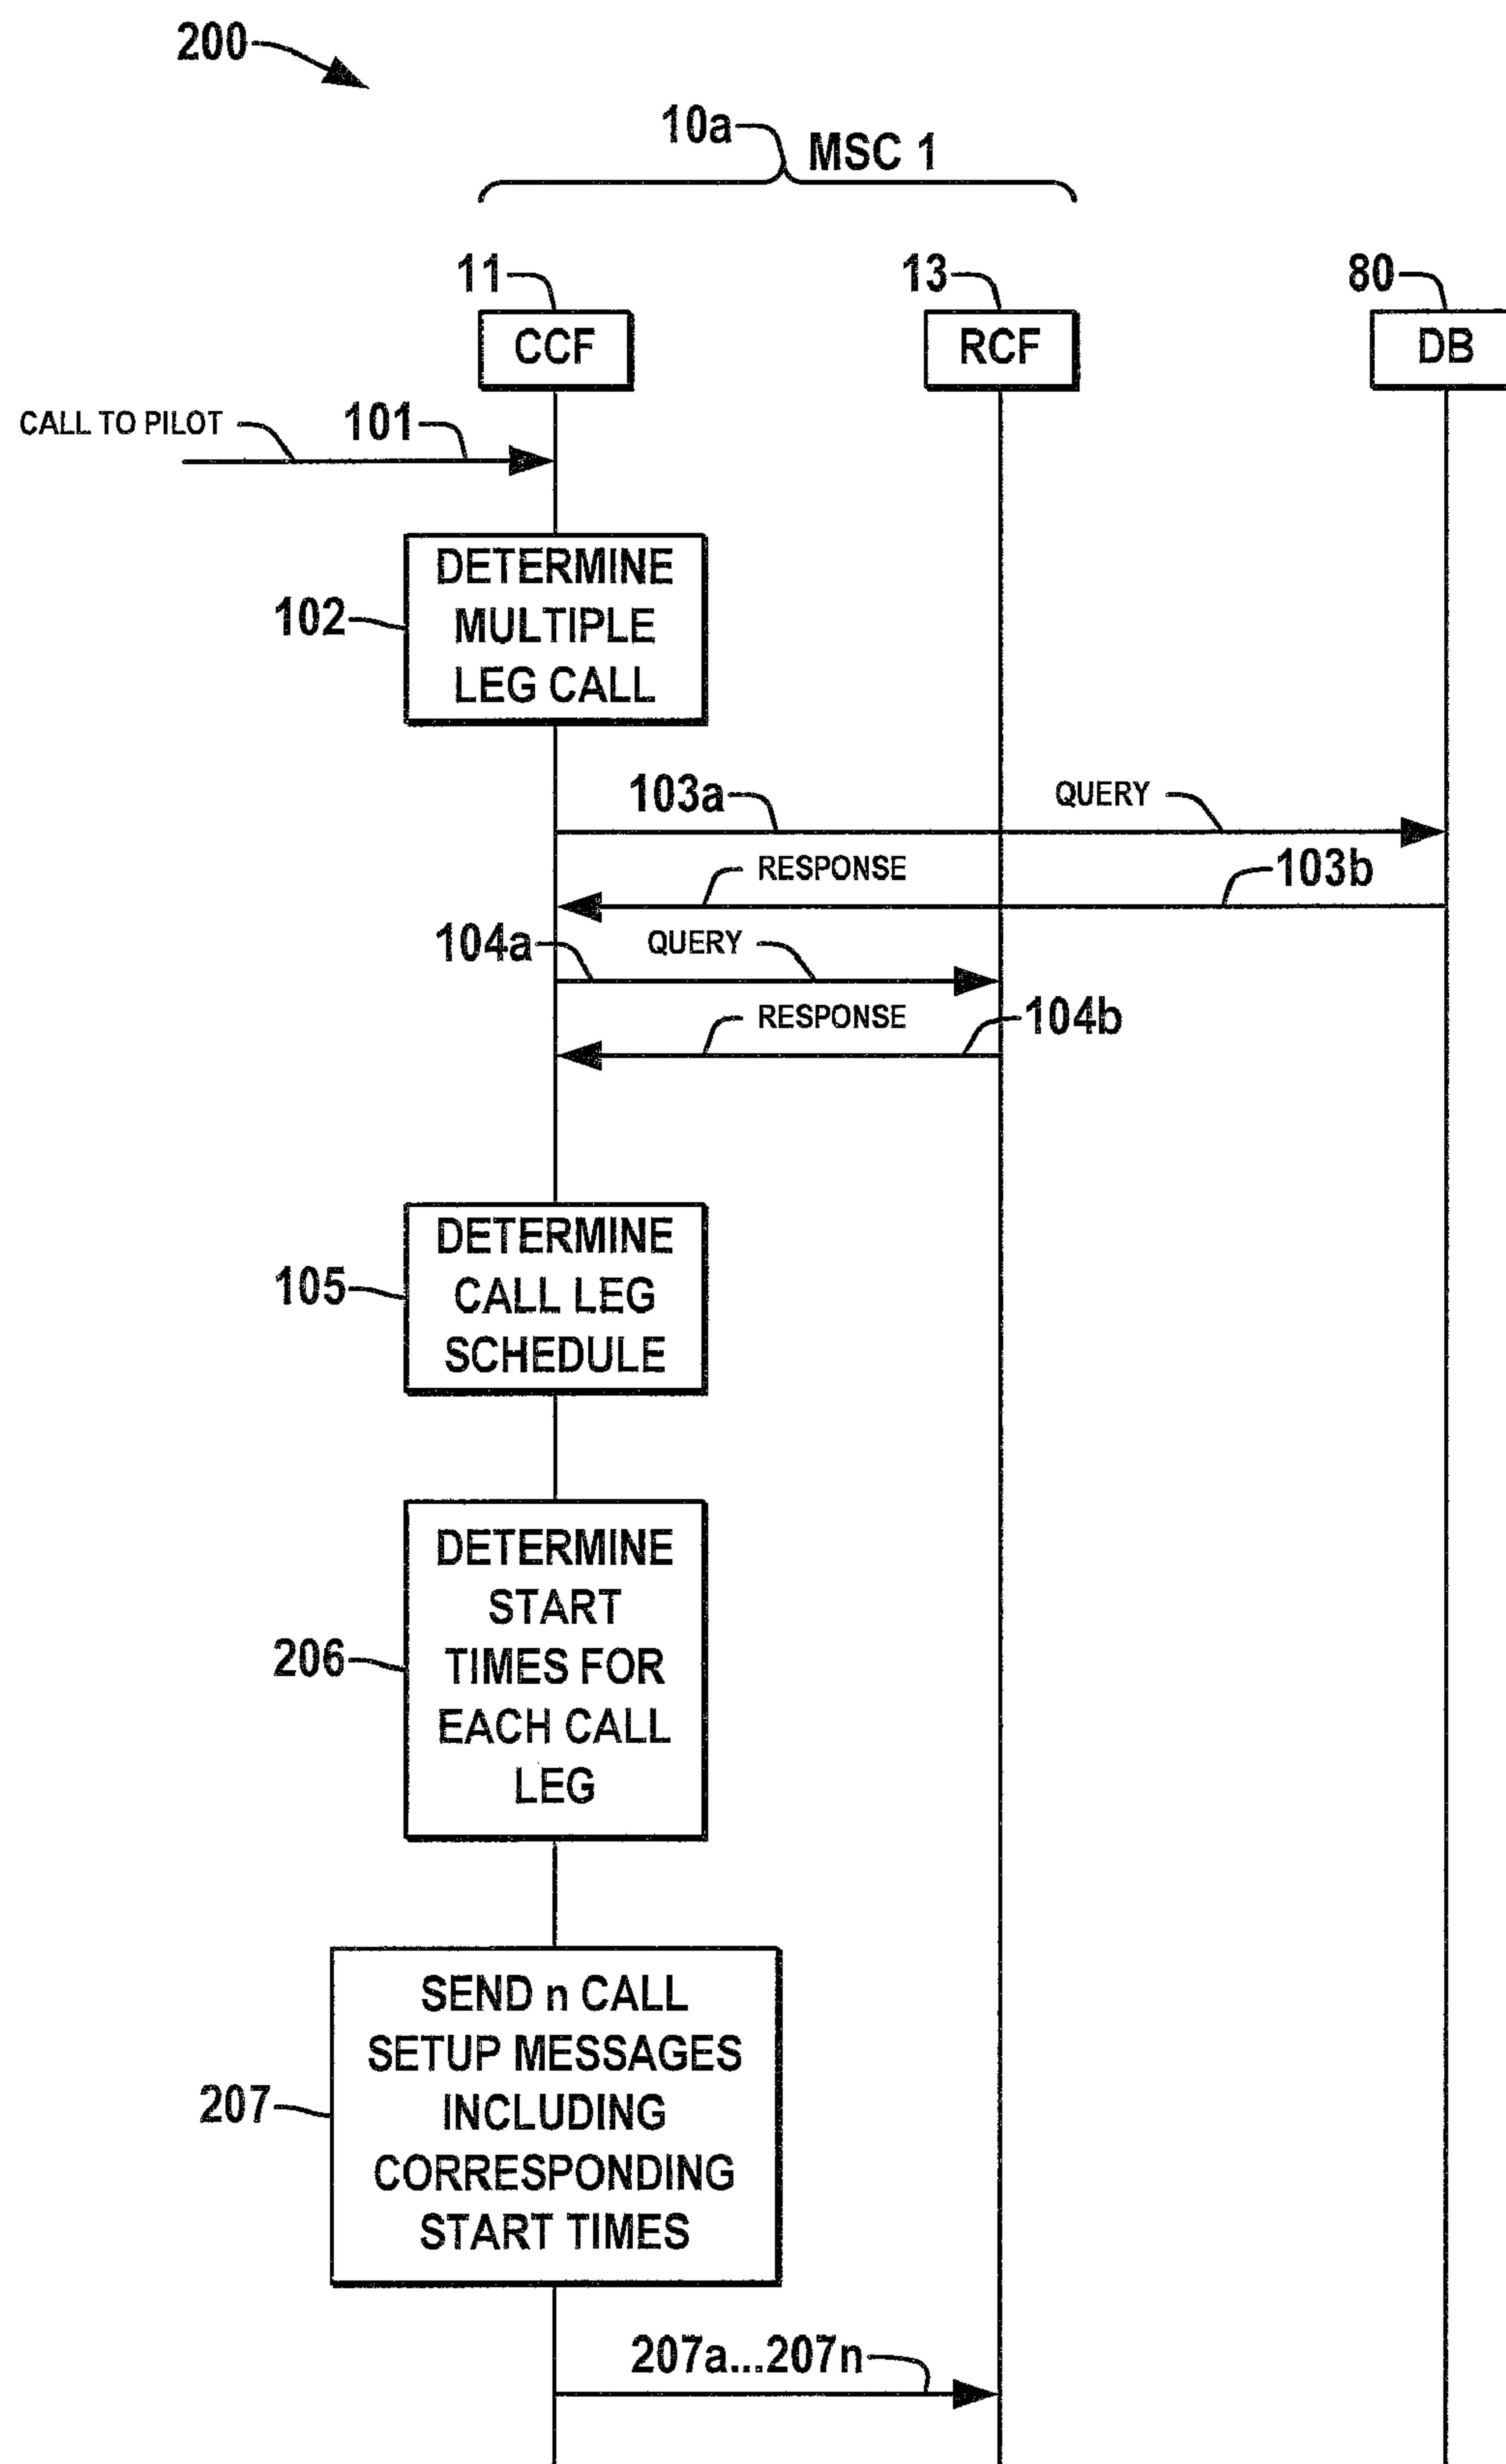 200
10a
MSC 1
11
13
80
CCF
RCF
DB
CALL TO PILOT
101
DETERMINE
MULTIPLE
LEG CALL
102
103a
QUERY
RESPONSE
103b
104a
QUERY
RESPONSE
104b
DETERMINE
CALL LEG
SCHEDULE
105
DETERMINE
START
TIMES FOR
EACH CALL
LEG
206
SEND n CALL
SETUP MESSAGES
INCLUDING
CORRESPONDING
START TIMES
207
207a...207n